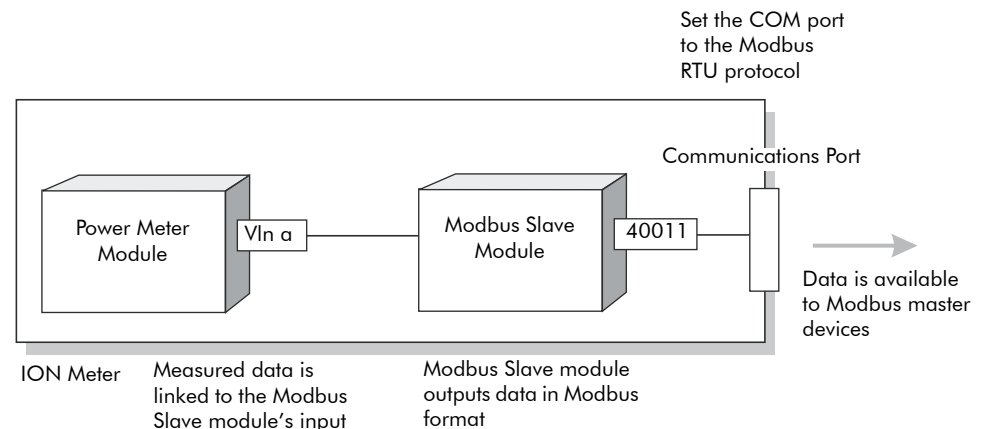 Set the COM port
to the Modbus
RTU protocol
Communications Port
Power Meter
Module
Vln a
Modbus Slave
Module
40011
Data is available
to Modbus master
devices
ION Meter
Measured data is
linked to the Modbus
Slave module's input
Modbus Slave module
outputs data in Modbus
format